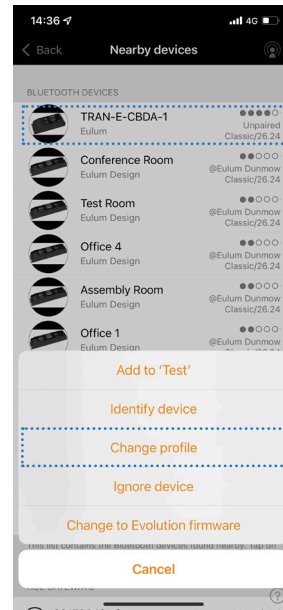 14:36
4G
Back
Nearby devices
BLUETOOTH DEVICES
TRAN-E-CBDA-1
Eulum
Unpaired
Classic/26.24
Conference Room
Eulum Design
@Eulum Dunmow
Classic/26.24
Test Room
Eulum Design
@Eulum Dunmow
Classic/26.24
Office 4
Eulum Design
@Eulum Dunmow
Classic/26.24
Assembly Room
Eulum Design
@Eulum Dunmow
Classic/26.24
Office 1
Eulum Design
@Eulum Dunmow
Add to 'Test'
Identify device
Change profile
Ignore device
Change to Evolution firmware
This list contains the Bluetooth devices found nearby. Tap on
Cancel
?